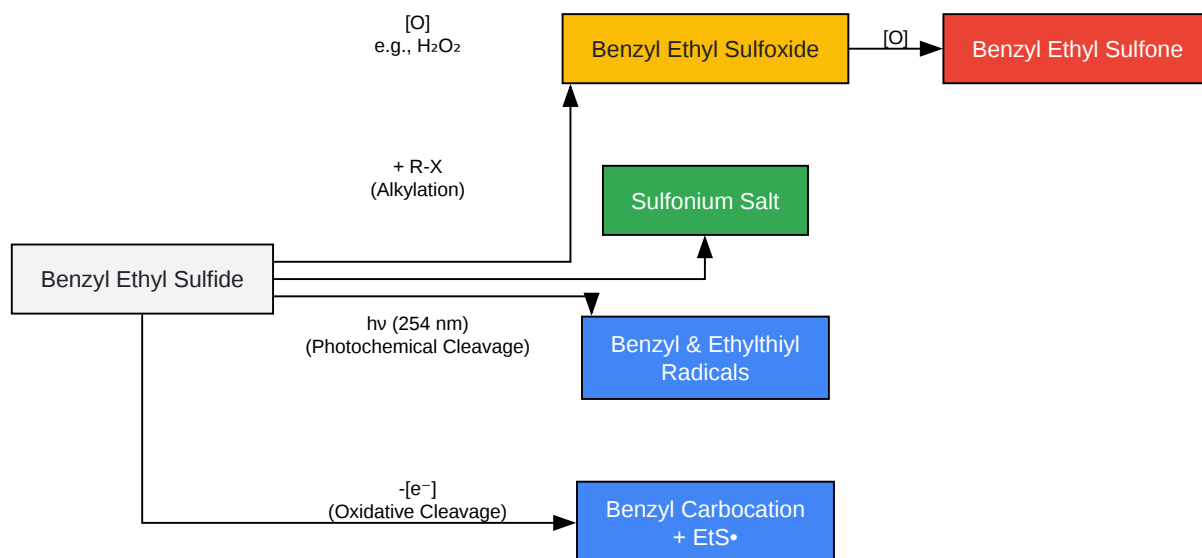 [O]
e.g., H₂O₂
Benzyl Ethyl Sulfoxide
[O]
Benzyl Ethyl Sulfone
+ R-X
(Alkylation)
Sulfonium Salt
Benzyl Ethyl Sulfide
hν (254 nm)
(Photochemical Cleavage)
Benzyl & Ethylthiyl
Radicals
-[e⁻]
(Oxidative Cleavage)
Benzyl Carbocation
+ EtS•